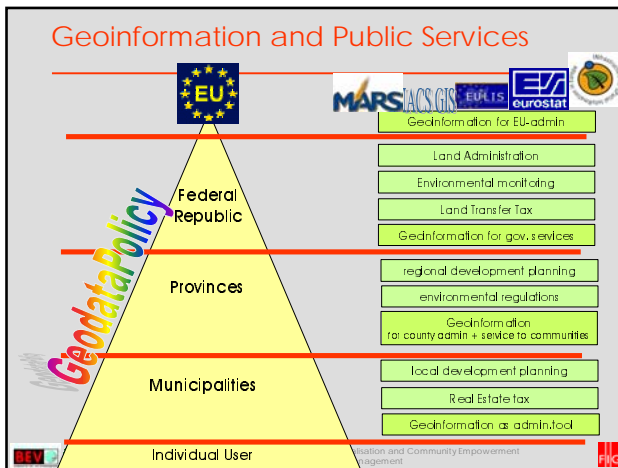 Geoinformation and Public Services
EU
MARS
IACS GIS
EULIS
eurostat
Geoinformation for EU-admin
Land Administration
Federal
Republic
Environmental monitoring
Land Transfer Tax
Geoinformation for gov. services
GeodataPolicy
Provinces
regional development planning
environmental regulations
Geoinformation
for county admin + service to communities
Municipalities
local development planning
Real Estate tax
Geoinformation as admin.tool
Individual User
BEV
alisation and Community Empowerment
nagement
FIG